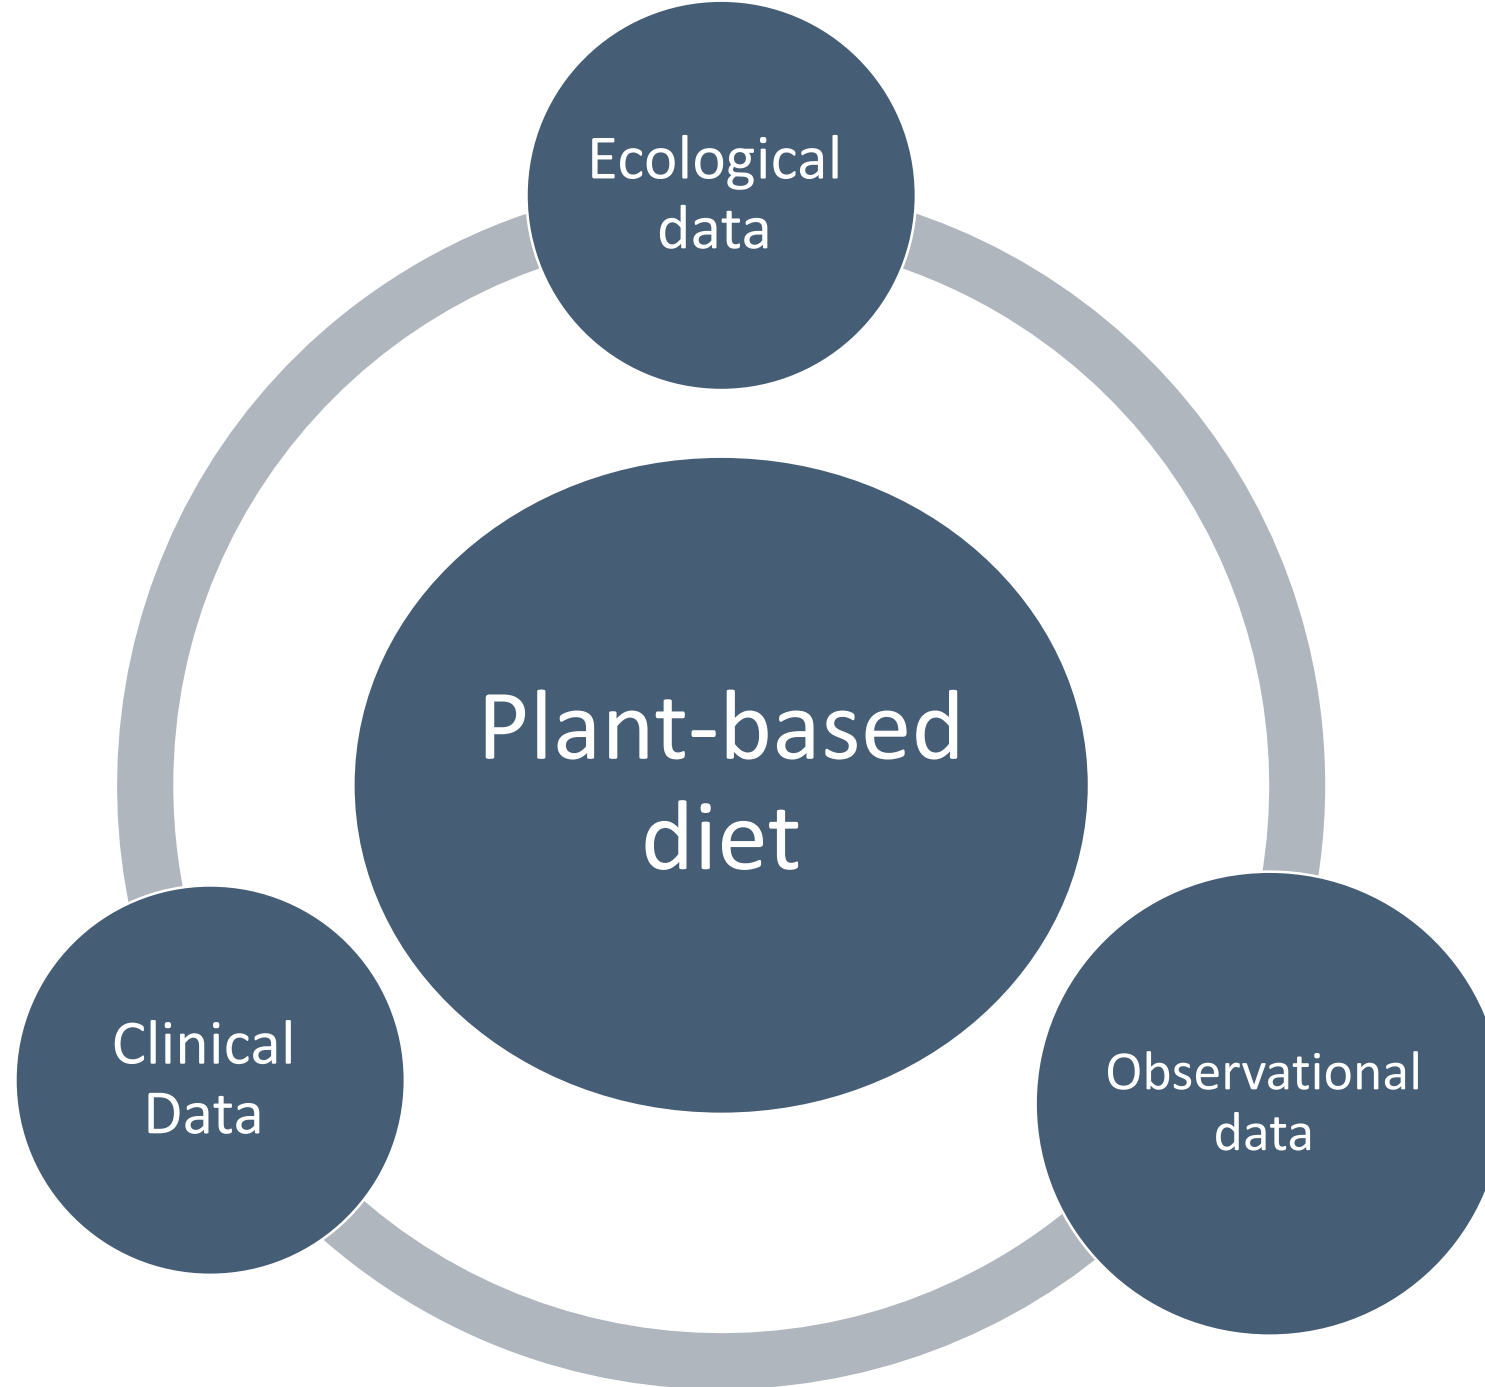 Ecological
data
Plant-based
diet
Clinical
Data
Observational
data